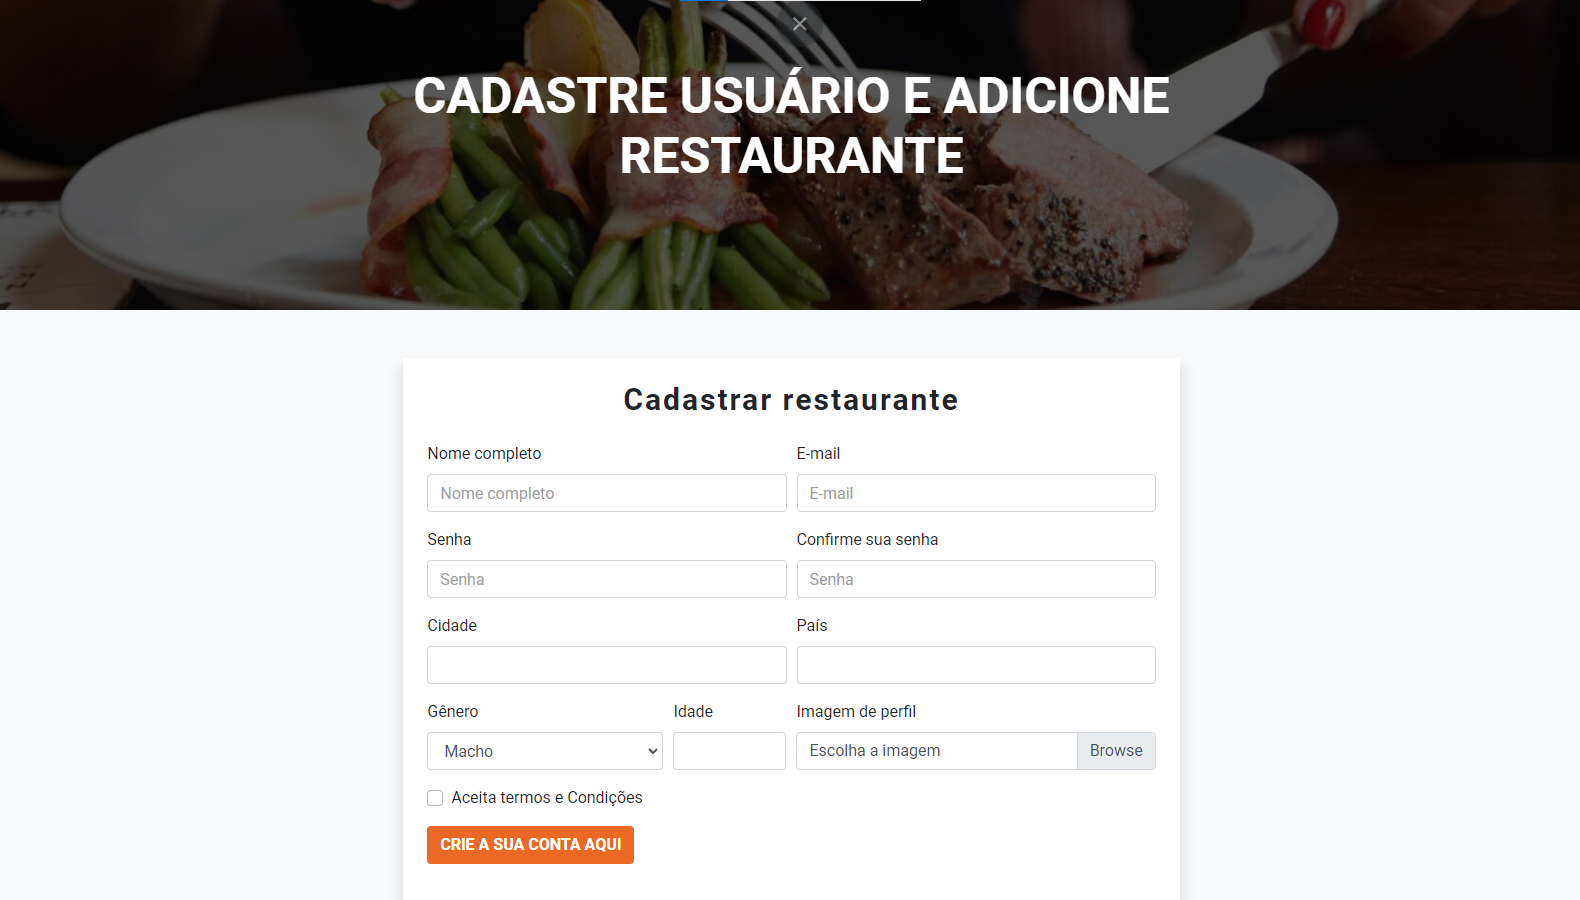 CADASTRE USUÁRIO E ADICIONE
RESTAURANTE
Cadastrar restaurante
Nome completo
E-mail
Nome completo
E-mail
Senha
Confirme sua senha
Senha
Senha
Cidade
País
Gênero
Idade
Imagem de perfil
Macho
Escolha a imagem
Browse
Aceita termos e Condições
CRIE A SUA CONTA AQUI